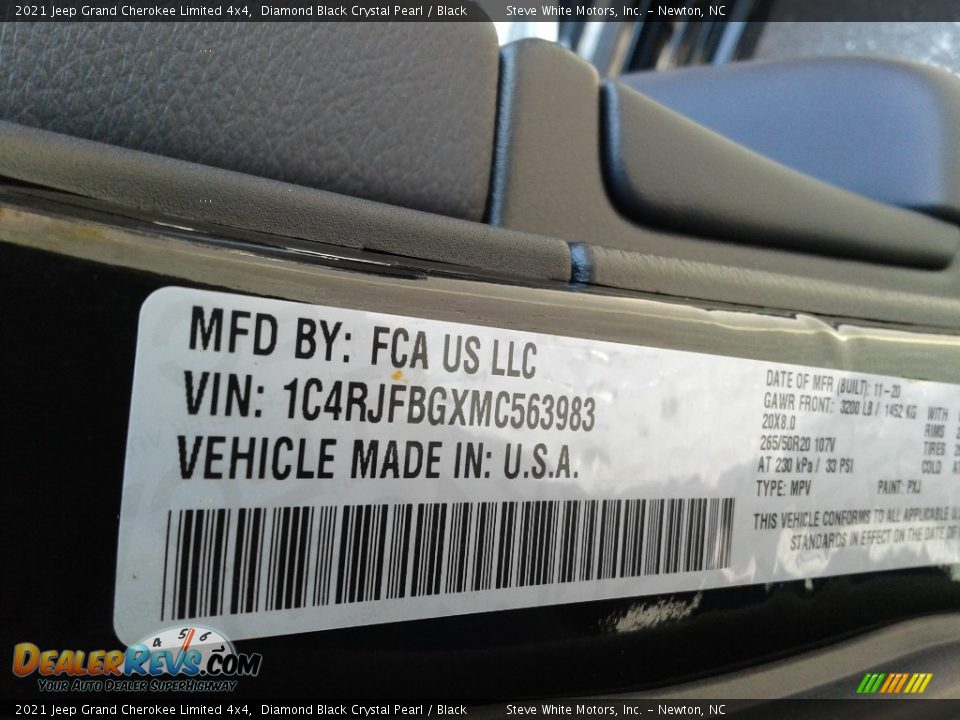 2021 Jeep Grand Cherokee Limited 4x4, Diamond Black Crystal Pearl / Black Steve White Motors, Inc. – Newton, NC
MFD BY: FCA US LLC
VIN: 1C4RJFBGXMC563983
VEHICLE MADE IN: U.S.A.
DATE OF MFR (BUILT): 11-20
GAWR FRONT: 3200 LB / 1452 KG WITH
20X8.0 RIMS
265/50R20 107V TIRES
AT 230 kPa / 33 PSI COLD
TYPE: MPV PAINT: PXJ
THIS VEHICLE CONFORMS TO ALL APPLICABLE
STANDARDS IN EFFECT ON THE DATE OF
4 5 6
DealerRevs.com
Your Auto Dealer SuperHighway
2021 Jeep Grand Cherokee Limited 4x4, Diamond Black Crystal Pearl / Black Steve White Motors, Inc. – Newton, NC